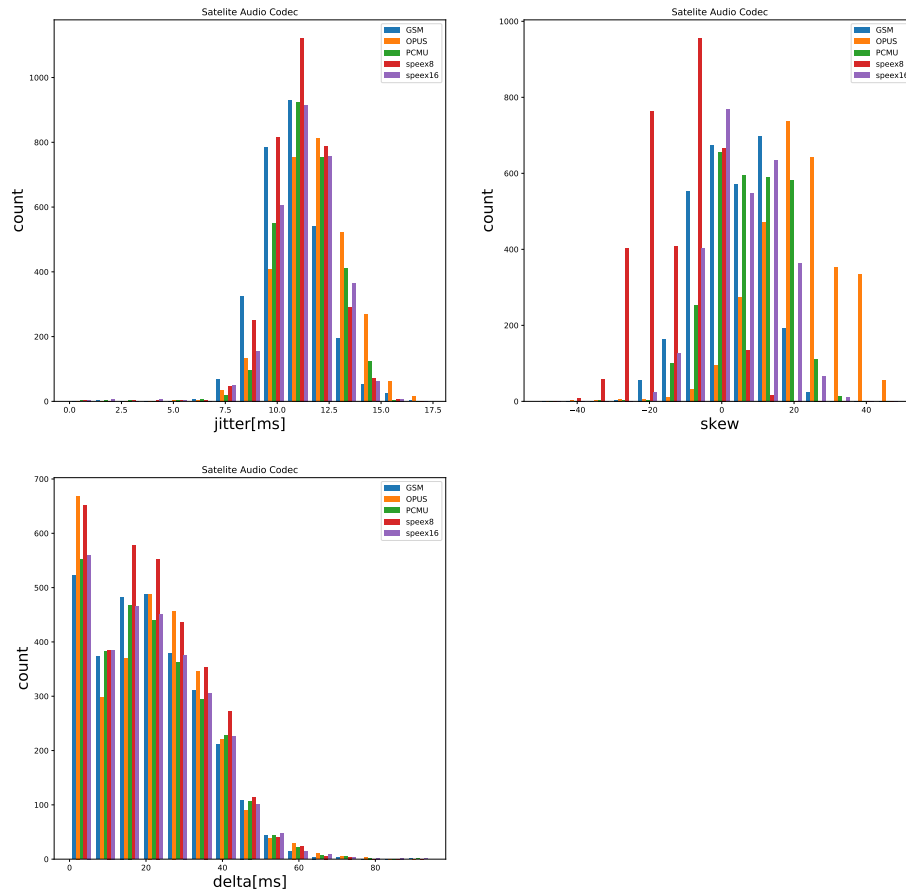 Satelite Audio Codec
GSM
OPUS
PCMU
speex8
speex16
1000
800
600
400
200
0
count
0.0 2.5 5.0 7.5 10.0 12.5 15.0 17.5
jitter[ms]
Satelite Audio Codec
GSM
OPUS
PCMU
speex8
speex16
1000
800
600
400
200
0
count
−40 −20 0 20 40
skew
Satelite Audio Codec
GSM
OPUS
PCMU
speex8
speex16
700
600
500
400
300
200
100
0
count
0 20 40 60 80
delta[ms]